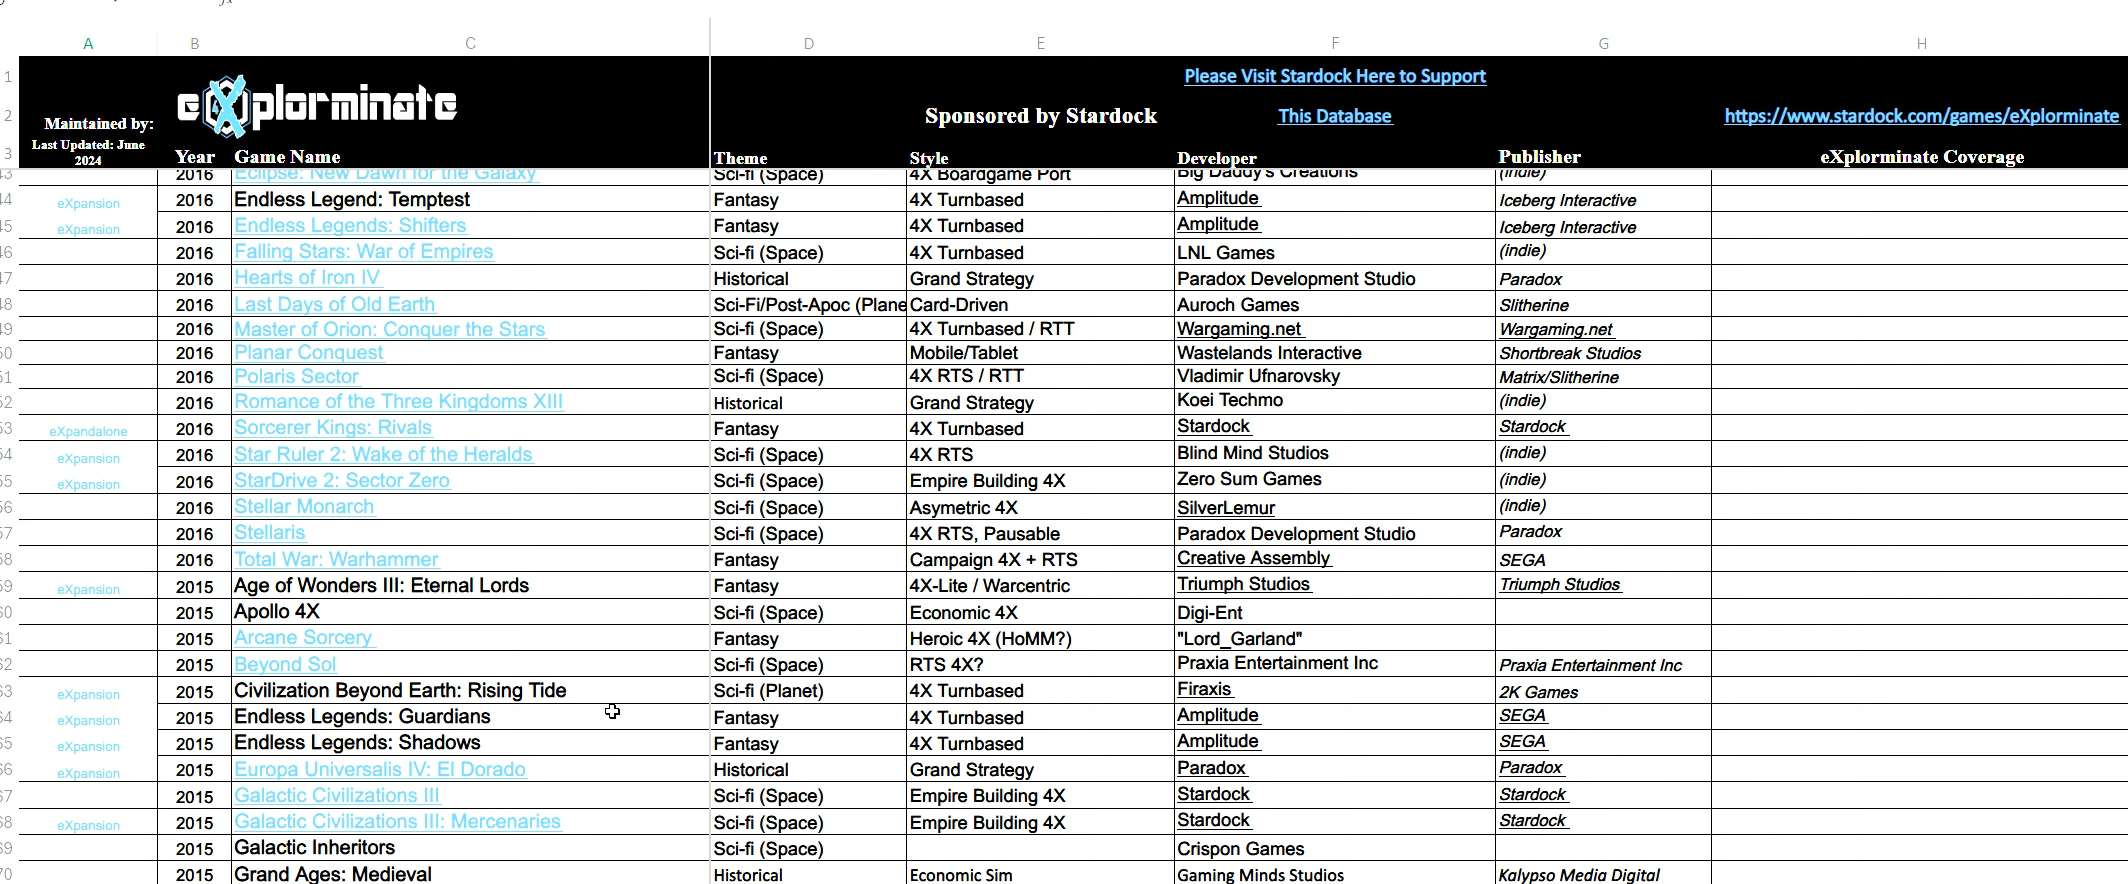 A B C D E F G H
1 Please Visit Stardock Here to Support
2 Maintained by: eXplorminate Sponsored by Stardock This Database https://www.stardock.com/games/eXplorminate
3 Last Updated: June 2024 Year Game Name Theme Style Developer Publisher eXplorminate Coverage
43 2016 Eclipse: New Dawn for the Galaxy Sci-fi (Space) 4X Boardgame Port Big Daddy's Creations (indie)
44 eXpansion 2016 Endless Legend: Temptest Fantasy 4X Turnbased Amplitude Iceberg Interactive
45 eXpansion 2016 Endless Legends: Shifters Fantasy 4X Turnbased Amplitude Iceberg Interactive
46 2016 Falling Stars: War of Empires Sci-fi (Space) 4X Turnbased LNL Games (indie)
47 2016 Hearts of Iron IV Historical Grand Strategy Paradox Development Studio Paradox
48 2016 Last Days of Old Earth Sci-Fi/Post-Apoc (Plane Card-Driven Auroch Games Slitherine
49 2016 Master of Orion: Conquer the Stars Sci-fi (Space) 4X Turnbased / RTT Wargaming.net Wargaming.net
50 2016 Planar Conquest Fantasy Mobile/Tablet Wastelands Interactive Shortbreak Studios
51 2016 Polaris Sector Sci-fi (Space) 4X RTS / RTT Vladimir Ufnarovsky Matrix/Slitherine
52 2016 Romance of the Three Kingdoms XIII Historical Grand Strategy Koei Techmo (indie)
53 eXpandalone 2016 Sorcerer Kings: Rivals Fantasy 4X Turnbased Stardock Stardock
54 eXpansion 2016 Star Ruler 2: Wake of the Heralds Sci-fi (Space) 4X RTS Blind Mind Studios (indie)
55 eXpansion 2016 StarDrive 2: Sector Zero Sci-fi (Space) Empire Building 4X Zero Sum Games (indie)
56 2016 Stellar Monarch Sci-fi (Space) Asymetric 4X SilverLemur (indie)
57 2016 Stellaris Sci-fi (Space) 4X RTS, Pausable Paradox Development Studio Paradox
58 2016 Total War: Warhammer Fantasy Campaign 4X + RTS Creative Assembly SEGA
59 eXpansion 2015 Age of Wonders III: Eternal Lords Fantasy 4X-Lite / Warcentric Triumph Studios Triumph Studios
60 2015 Apollo 4X Sci-fi (Space) Economic 4X Digi-Ent
61 2015 Arcane Sorcery Fantasy Heroic 4X (HoMM?) "Lord_Garland"
62 2015 Beyond Sol Sci-fi (Space) RTS 4X? Praxia Entertainment Inc Praxia Entertainment Inc
63 eXpansion 2015 Civilization Beyond Earth: Rising Tide Sci-fi (Planet) 4X Turnbased Firaxis 2K Games
64 eXpansion 2015 Endless Legends: Guardians Fantasy 4X Turnbased Amplitude SEGA
65 eXpansion 2015 Endless Legends: Shadows Fantasy 4X Turnbased Amplitude SEGA
66 eXpansion 2015 Europa Universalis IV: El Dorado Historical Grand Strategy Paradox Paradox
67 2015 Galactic Civilizations III Sci-fi (Space) Empire Building 4X Stardock Stardock
68 eXpansion 2015 Galactic Civilizations III: Mercenaries Sci-fi (Space) Empire Building 4X Stardock Stardock
69 2015 Galactic Inheritors Sci-fi (Space) Crispon Games
70 2015 Grand Ages: Medieval Historical Economic Sim Gaming Minds Studios Kalypso Media Digital